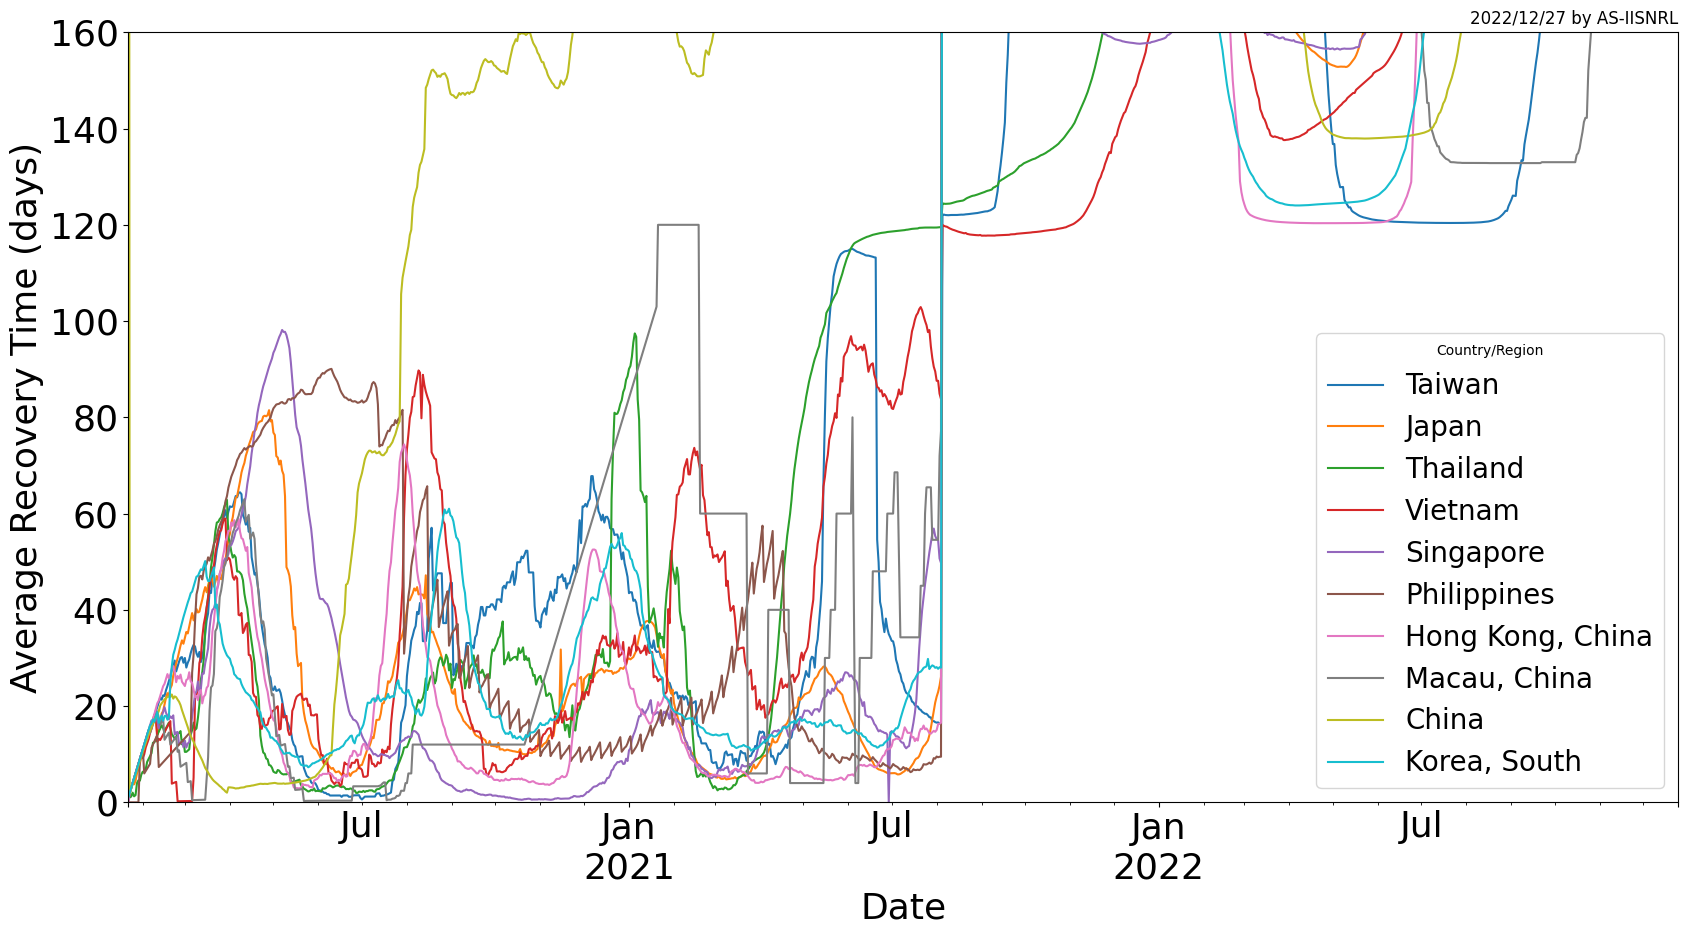 2022/12/27 by AS-IISNRL
Average Recovery Time (days)
160
140
120
100
80
60
40
20
0
Country/Region
Taiwan
Japan
Thailand
Vietnam
Singapore
Philippines
Hong Kong, China
Macau, China
China
Korea, South
Jul Jan Jul Jan Jul
2021 2022
Date